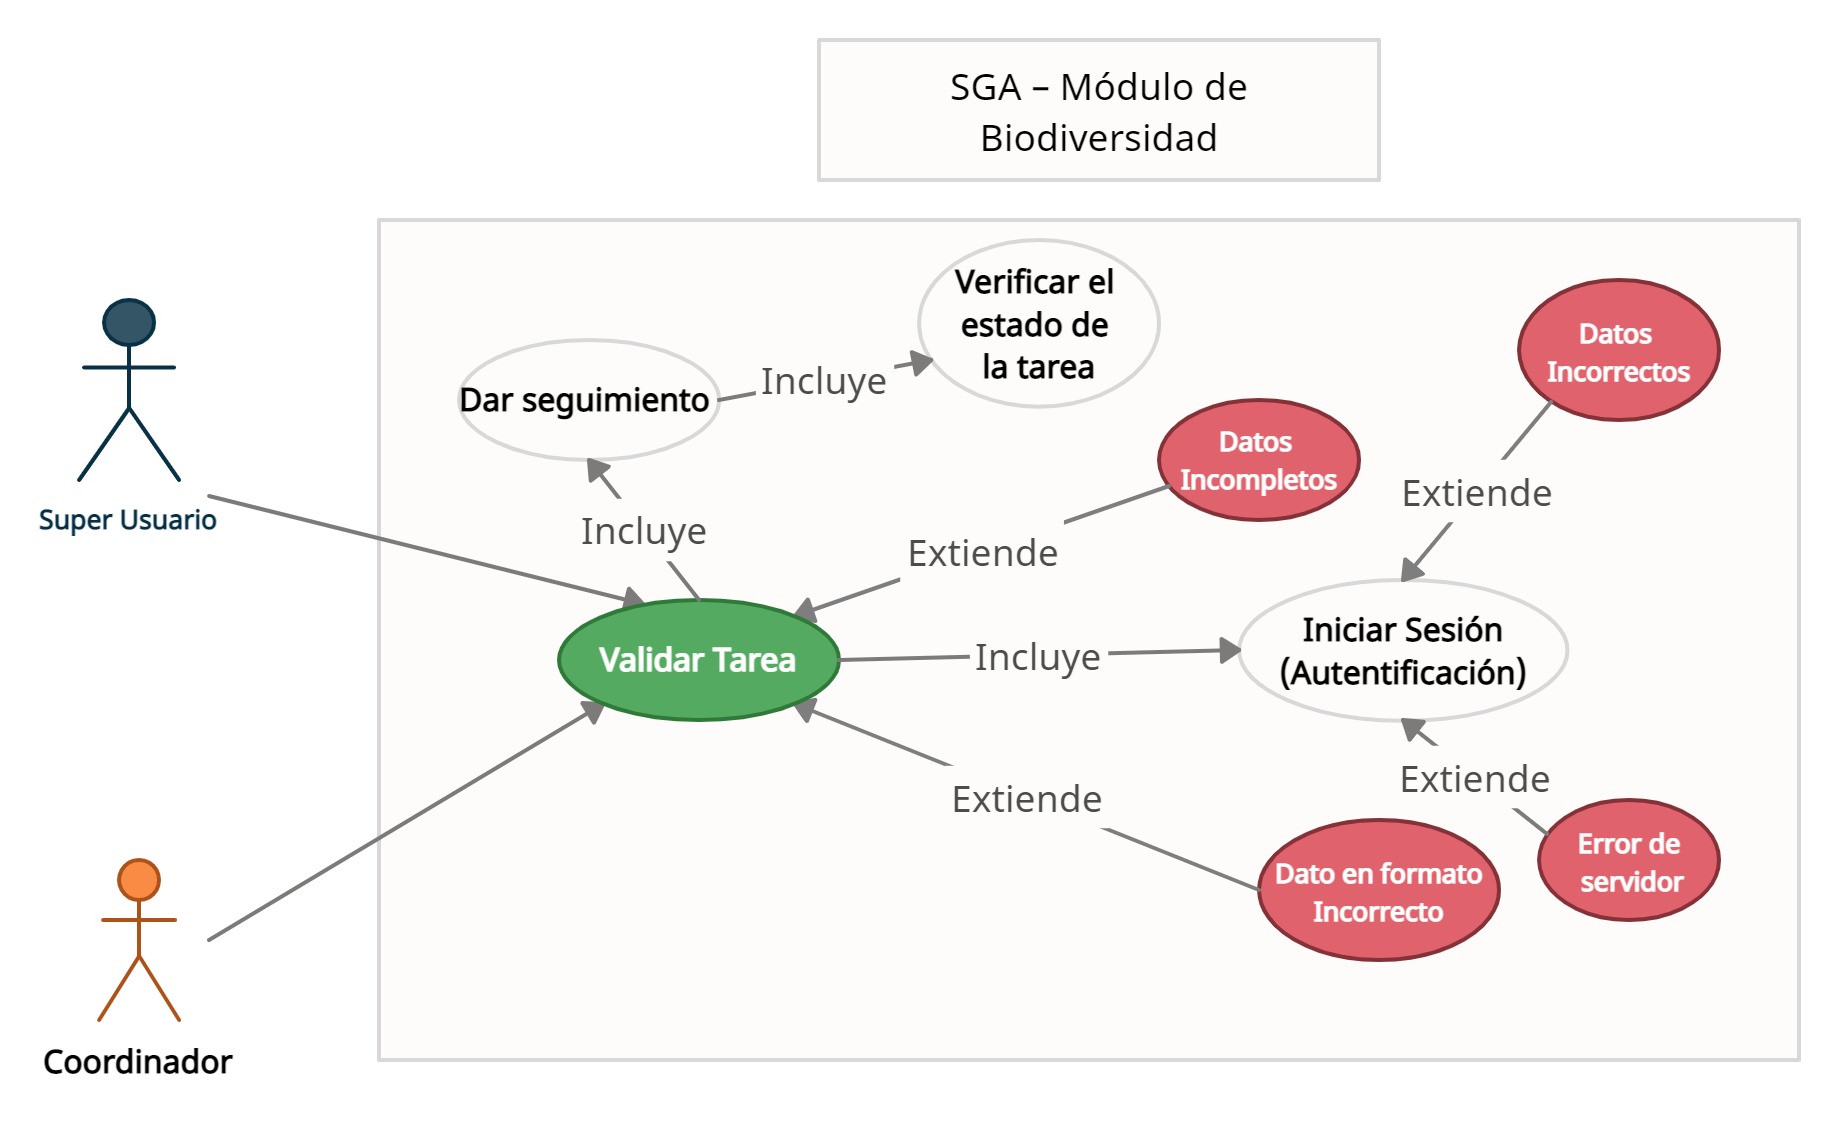 SGA – Módulo de
Biodiversidad
Verificar el
estado de
la tarea
Datos
Incorrectos
Incluye
Dar seguimiento
Datos
Incompletos
Extiende
Super Usuario
Incluye
Extiende
Iniciar Sesión
(Autentificación)
Validar Tarea
Incluye
Extiende
Extiende
Error de
servidor
Dato en formato
Incorrecto
Coordinador